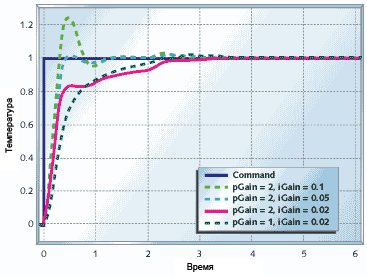 Температура
1.2
1
0.8
0.6
0.4
0.2
0
Command
pGain = 2, iGain = 0.1
pGain = 2, iGain = 0.05
pGain = 2, iGain = 0.02
pGain = 1, iGain = 0.02
0 1 2 3 4 5 6
Время